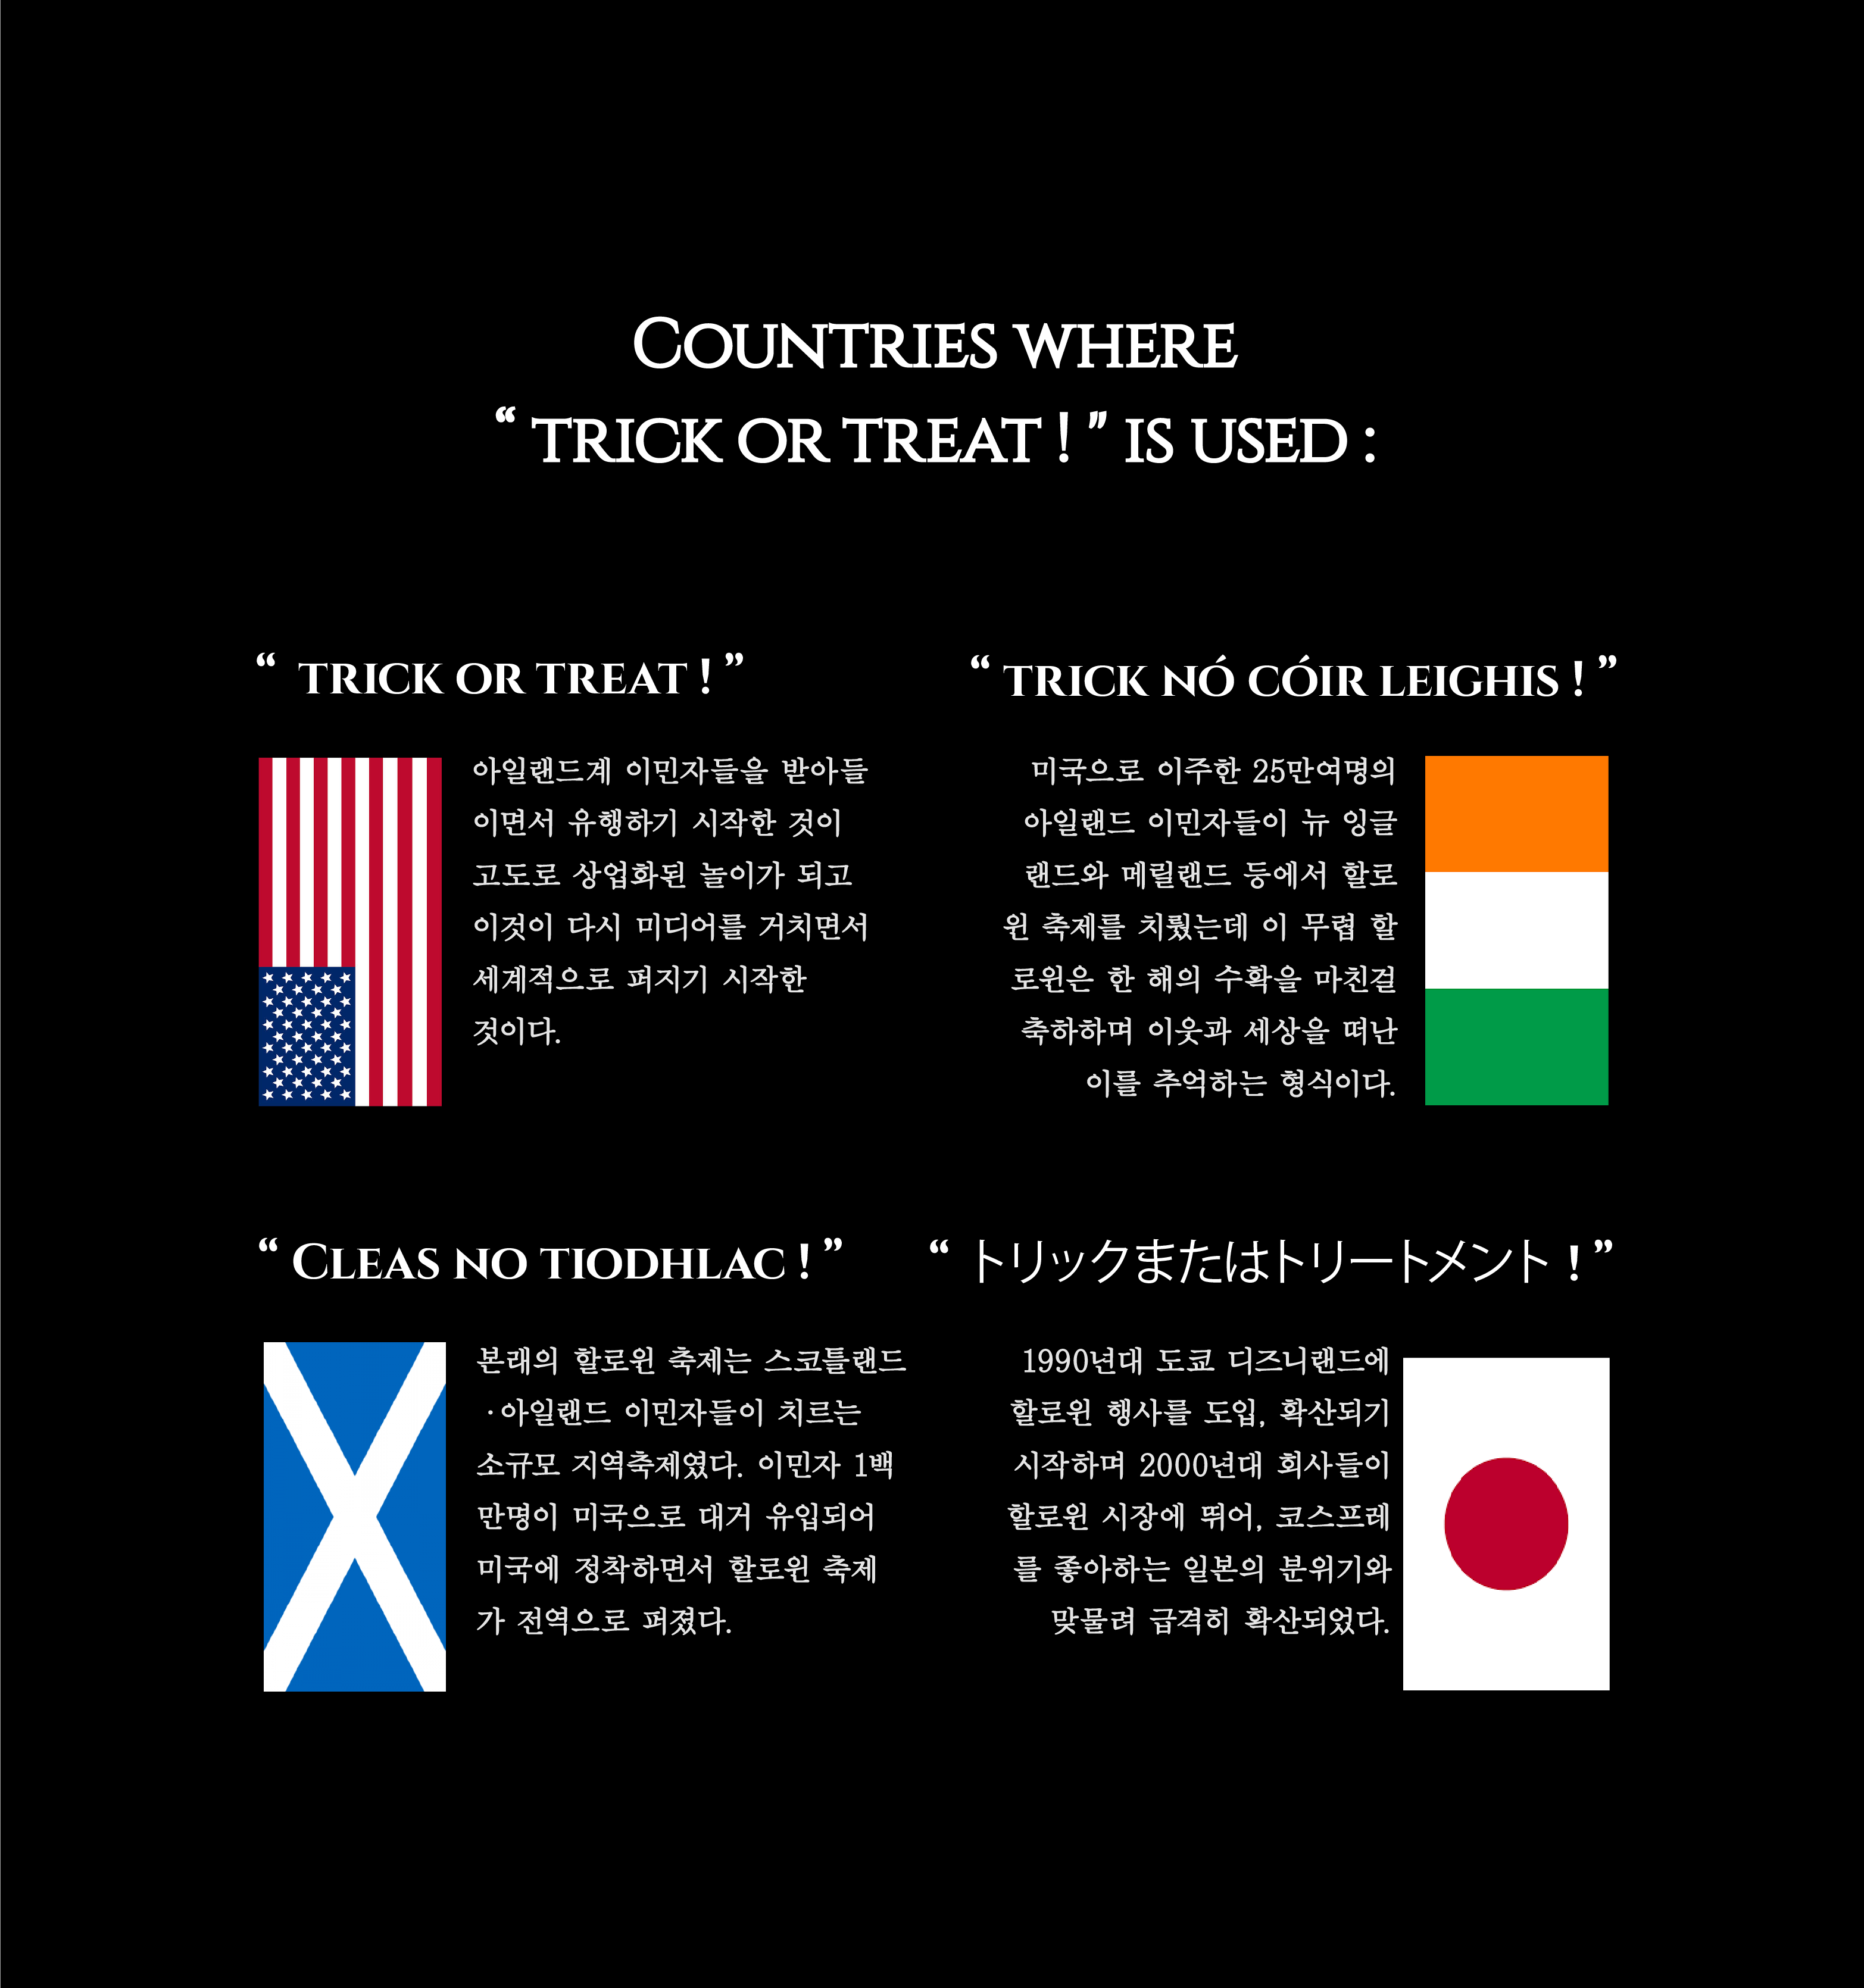 Countries where
“ trick or treat ! ” is used :
“ trick or treat ! ”
아일랜드계 이민자들을 받아들
이면서 유행하기 시작한 것이
고도로 상업화된 놀이가 되고
이것이 다시 미디어를 거치면서
세계적으로 퍼지기 시작한
것이다.
“ trick nó cóir leighis ! ”
미국으로 이주한 25만여명의
아일랜드 이민자들이 뉴 잉글
랜드와 메릴랜드 등에서 할로
윈 축제를 치뤘는데 이 무렵 할
로윈은 한 해의 수확을 마친걸
축하하며 이웃과 세상을 떠난
이를 추억하는 형식이다.
“ Cleas no tiodhlac ! ”
본래의 할로윈 축제는 스코틀랜드
·아일랜드 이민자들이 치르는
소규모 지역축제였다. 이민자 1백
만명이 미국으로 대거 유입되어
미국에 정착하면서 할로윈 축제
가 전역으로 퍼졌다.
“ トリックまたはトリートメント ! ”
1990년대 도쿄 디즈니랜드에
할로윈 행사를 도입, 확산되기
시작하며 2000년대 회사들이
할로윈 시장에 뛰어, 코스프레
를 좋아하는 일본의 분위기와
맞물려 급격히 확산되었다.